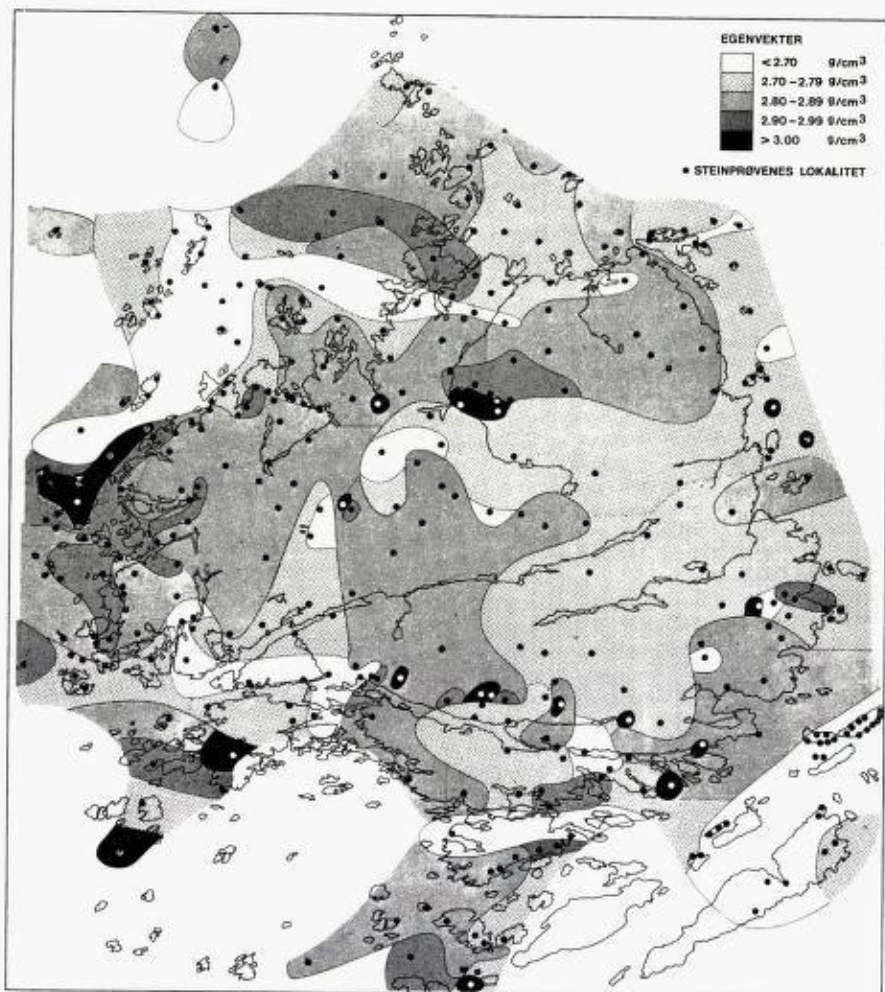 EGENVEKTER
< 2.70 g/cm³
2.70 – 2.79 g/cm³
2.80 – 2.89 g/cm³
2.90 – 2.99 g/cm³
> 3.00 g/cm³
• STEINPRØVENES LOKALITET